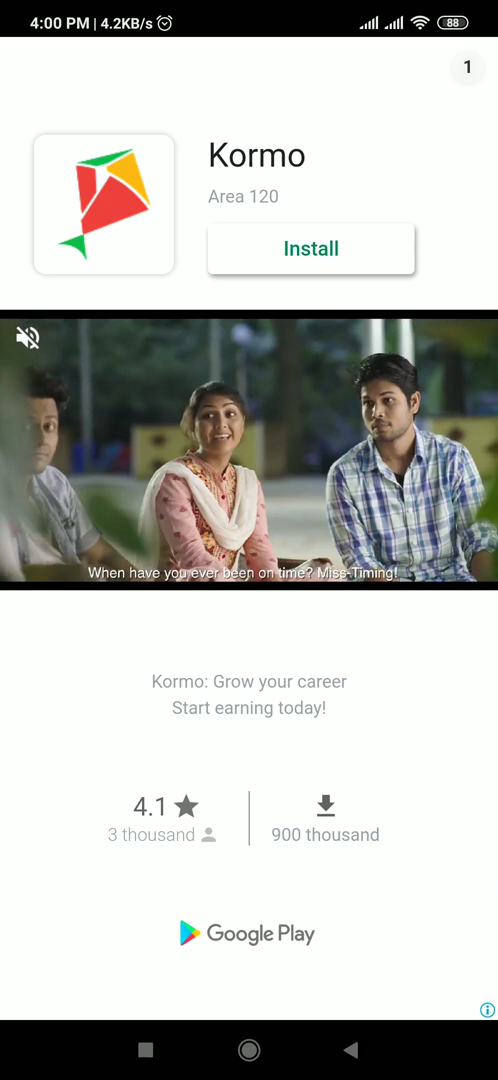 4:00 PM | 4.2KB/s
88
1
Kormo
Area 120
Install
When have you ever been on time? Miss-Timing!
Kormo: Grow your career
Start earning today!
4.1
3 thousand
900 thousand
Google Play